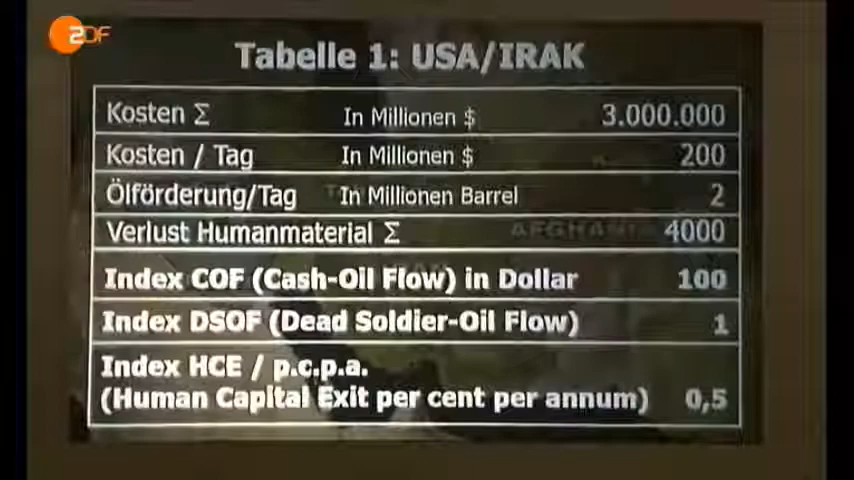 ZDF
Tabelle 1: USA/IRAK
Kosten Σ In Millionen $ 3.000.000
Kosten / Tag In Millionen $ 200
Ölförderung/Tag In Millionen Barrel 2
Verlust Humanmaterial Σ 4000
Index COF (Cash-Oil Flow) in Dollar 100
Index DSOF (Dead Soldier-Oil Flow) 1
Index HCE / p.c.p.a.
(Human Capital Exit per cent per annum) 0,5